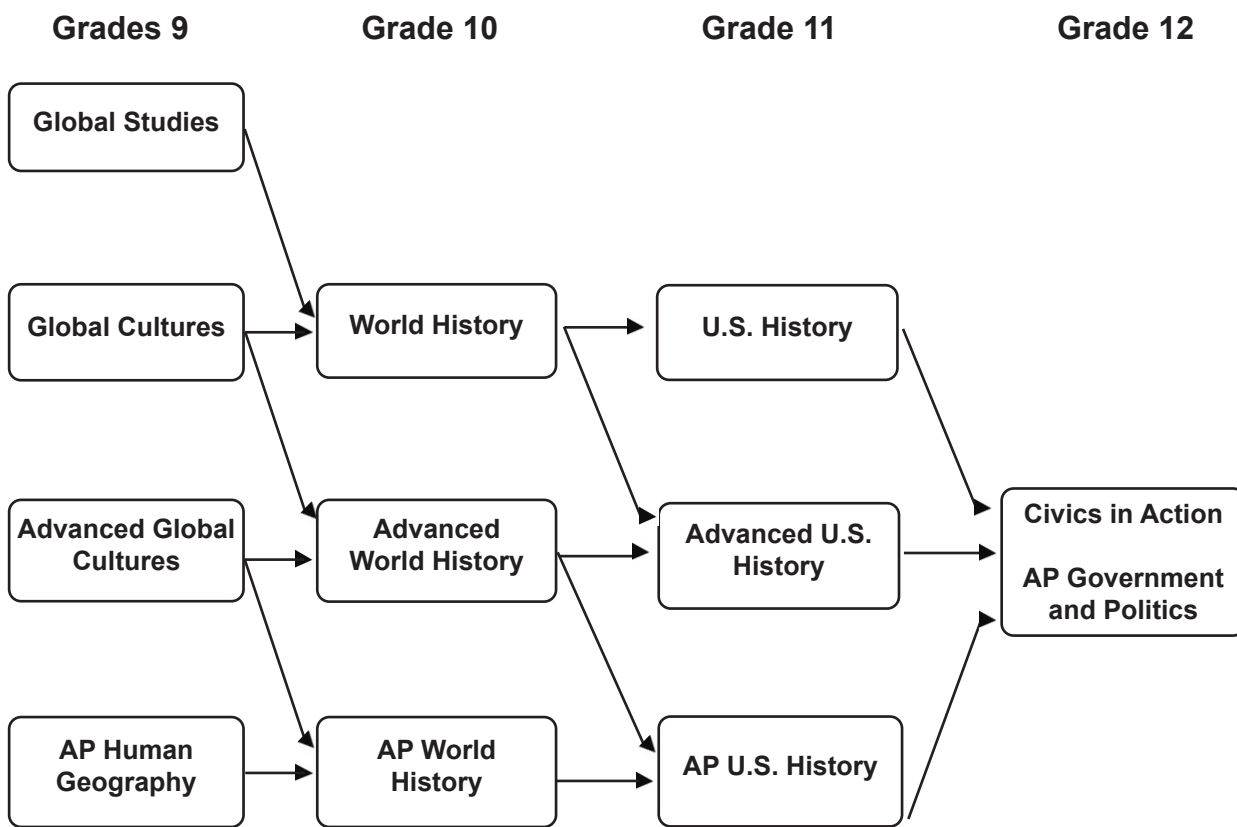 Grades 9
Grade 10
Grade 11
Grade 12
Global Studies
Global Cultures
World History
U.S. History
Advanced Global
Cultures
Advanced
World History
Advanced U.S.
History
Civics in Action
AP Government
and Politics
AP Human
Geography
AP World
History
AP U.S. History